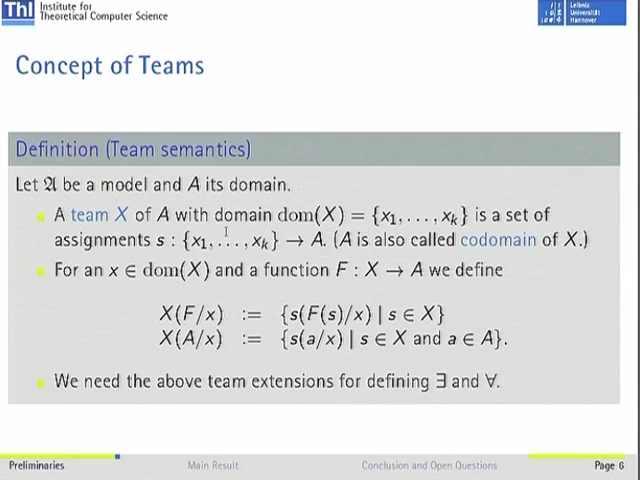 ThI Institute for
Theoretical Computer Science
Leibniz
Universität
Hannover
Concept of Teams
Definition (Team semantics)
Let 𝔄 be a model and A its domain.
A team X of A with domain dom(X) = {x₁, . . . , xₖ} is a set of
assignments s : {x₁, . . . , xₖ} → A. (A is also called codomain of X.)
For an x ∈ dom(X) and a function F : X → A we define
X(F/x) := {s(F(s)/x) | s ∈ X}
X(A/x) := {s(a/x) | s ∈ X and a ∈ A}.
We need the above team extensions for defining ∃ and ∀.
Preliminaries Main Result Conclusion and Open Questions Page 6